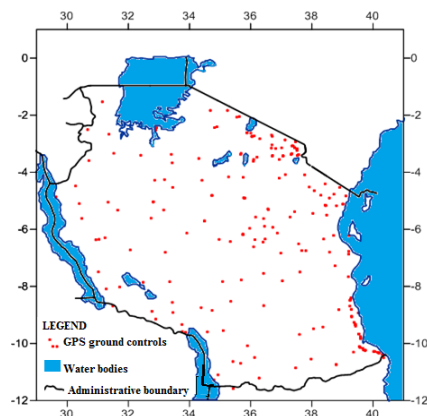 30 32 34 36 38 40
0 0
-2 -2
-4 -4
-6 -6
-8 -8
LEGEND
GPS ground controls
-10 -10
Water bodies
Administrative boundary
-12 -12
30 32 34 36 38 40